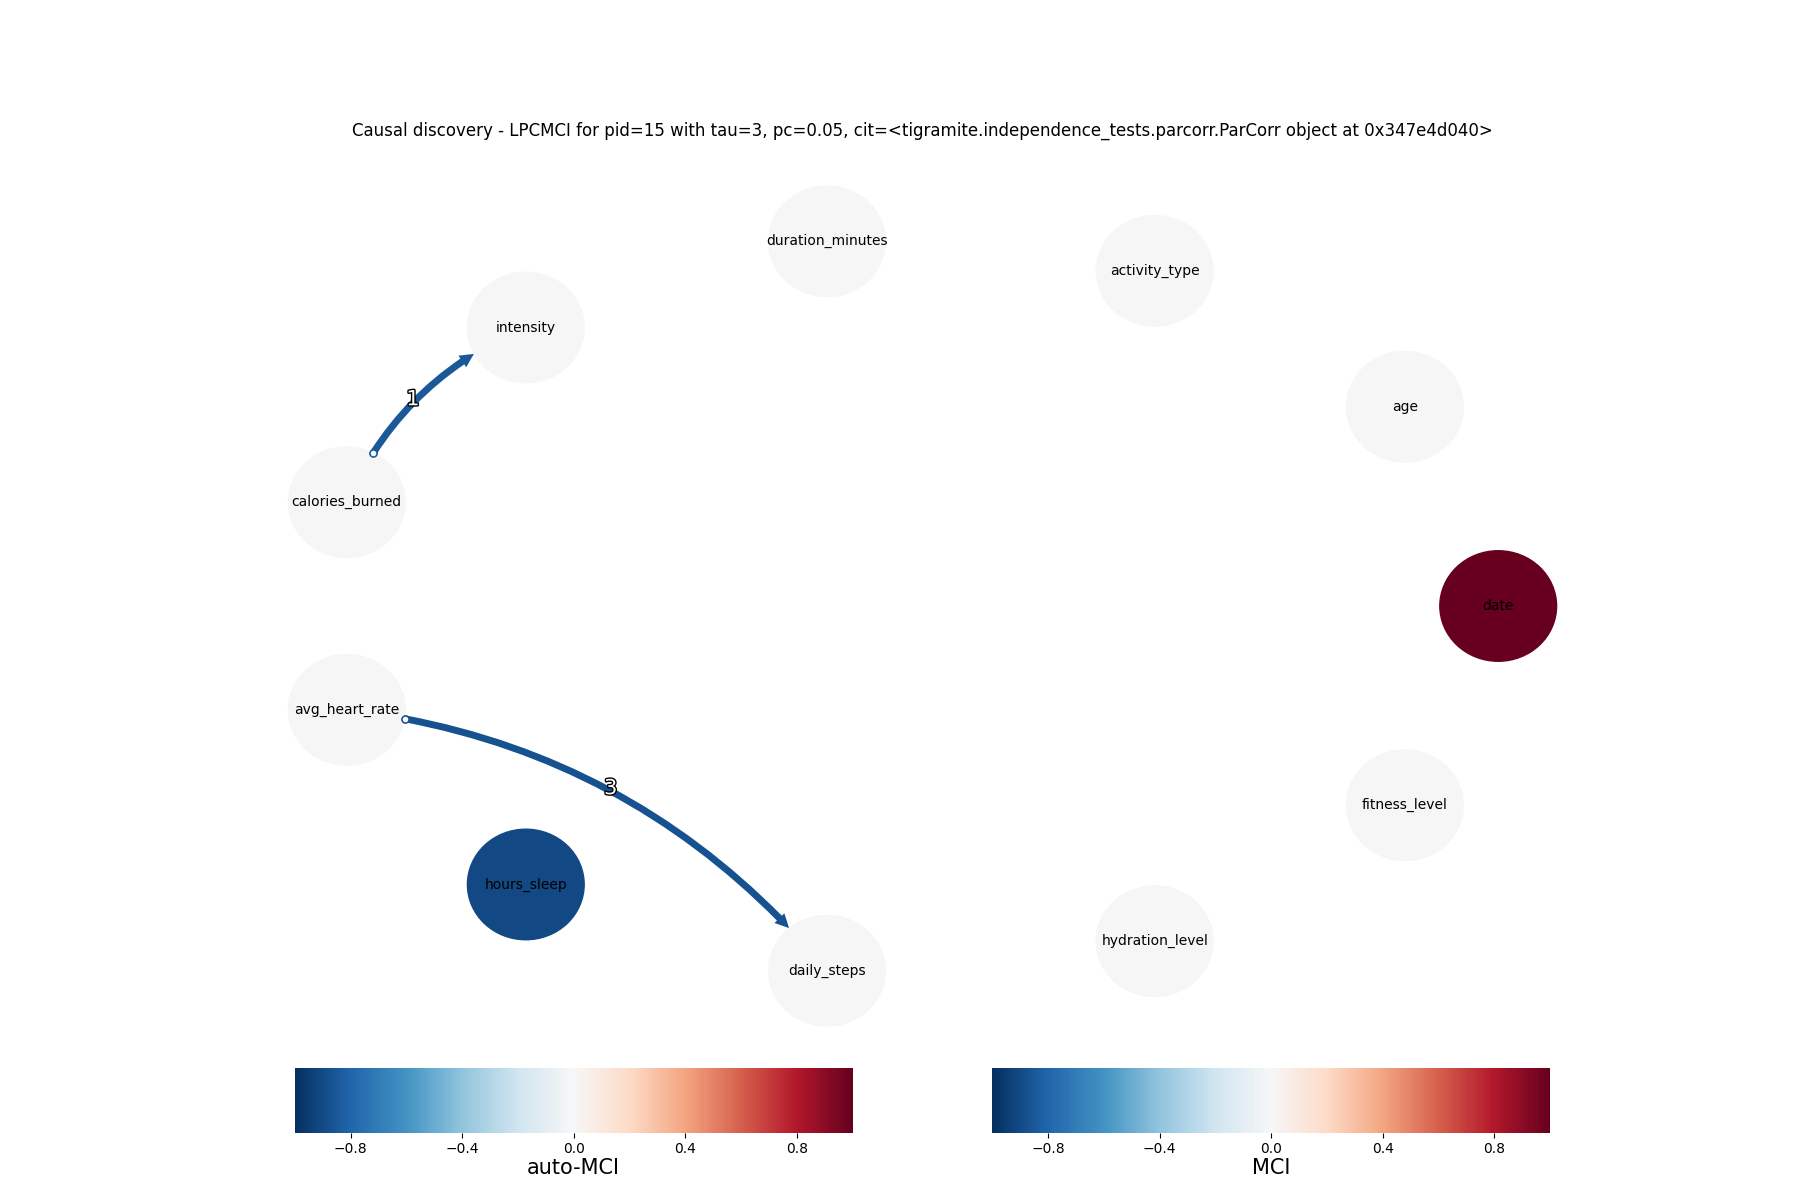 Causal discovery - LPCMCI for pid=15 with tau=3, pc=0.05, cit=<tigramite.independence_tests.parcorr.ParCorr object at 0x347e4d040>
duration_minutes
activity_type
intensity
1
age
calories_burned
date
avg_heart_rate
3
fitness_level
hours_sleep
hydration_level
daily_steps
−0.8 −0.4 0.0 0.4 0.8
auto-MCI
−0.8 −0.4 0.0 0.4 0.8
MCI